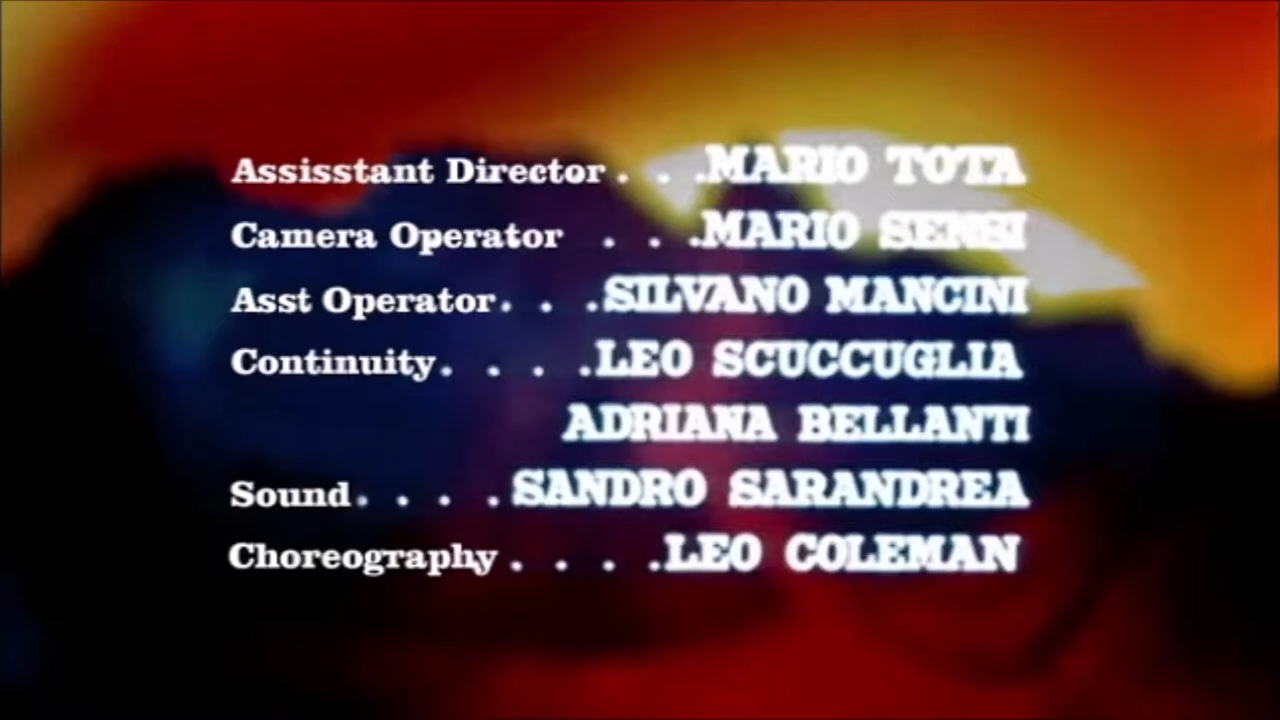 Assisstant Director . . .MARIO TOTA
Camera Operator . . .MARIO SENSI
Asst Operator. . .SILVANO MANCINI
Continuity. . . .LEO SCUCCUGLIA
ADRIANA BELLANTI
Sound. . . .SANDRO SARANDREA
Choreography . . . .LEO COLEMAN